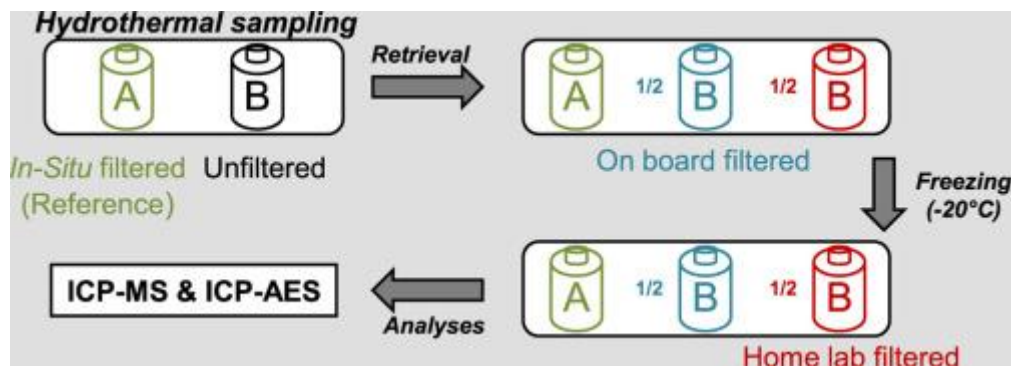 Hydrothermal sampling
A B
Retrieval
A 1/2 B 1/2 B
In-Situ filtered Unfiltered
(Reference)
On board filtered
Freezing
(-20°C)
A 1/2 B 1/2 B
ICP-MS & ICP-AES
Analyses
Home lab filtered